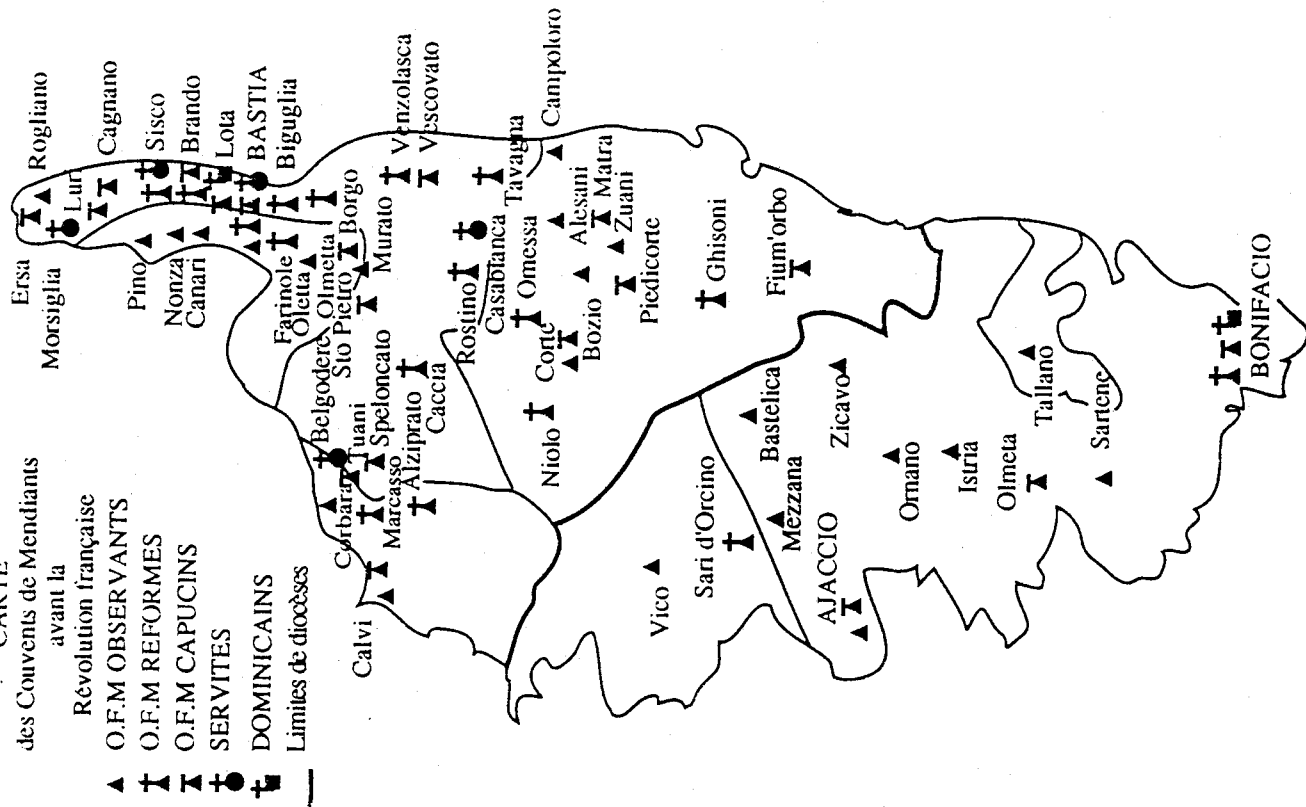 CARTE
des Couvents de Mendiants
avant la
Révolution française
O.F.M OBSERVANTS
O.F.M REFORMES
O.F.M CAPUCINS
SERVITES
DOMINICAINS
Limites de diocèses
Ersa
Rogliano
Morsiglia
Luri
Cagnano
Pino
Sisco
Nonza
Brando
Canari
Lota
BASTIA
Biguglia
Farinole
Oletta
Olmeta
Borgo
Sto Pietro
Murato
Venzolasca
Vescovato
Belgodere
Tuani
Speloncato
Corbara
Marcasso
Alziprato
Caccia
Calvi
Rostino
Casabianca
Tavagna
Campoloro
Omessa
Corte
Niolo
Bozio
Alesani
Matra
Zuani
Piedicorte
Ghisoni
Fium'orbo
Vico
Sari d'Orcino
Mezzana
Bastelica
AJACCIO
Zicavo
Ornano
Istria
Olmeta
Tallano
Sartene
BONIFACIO